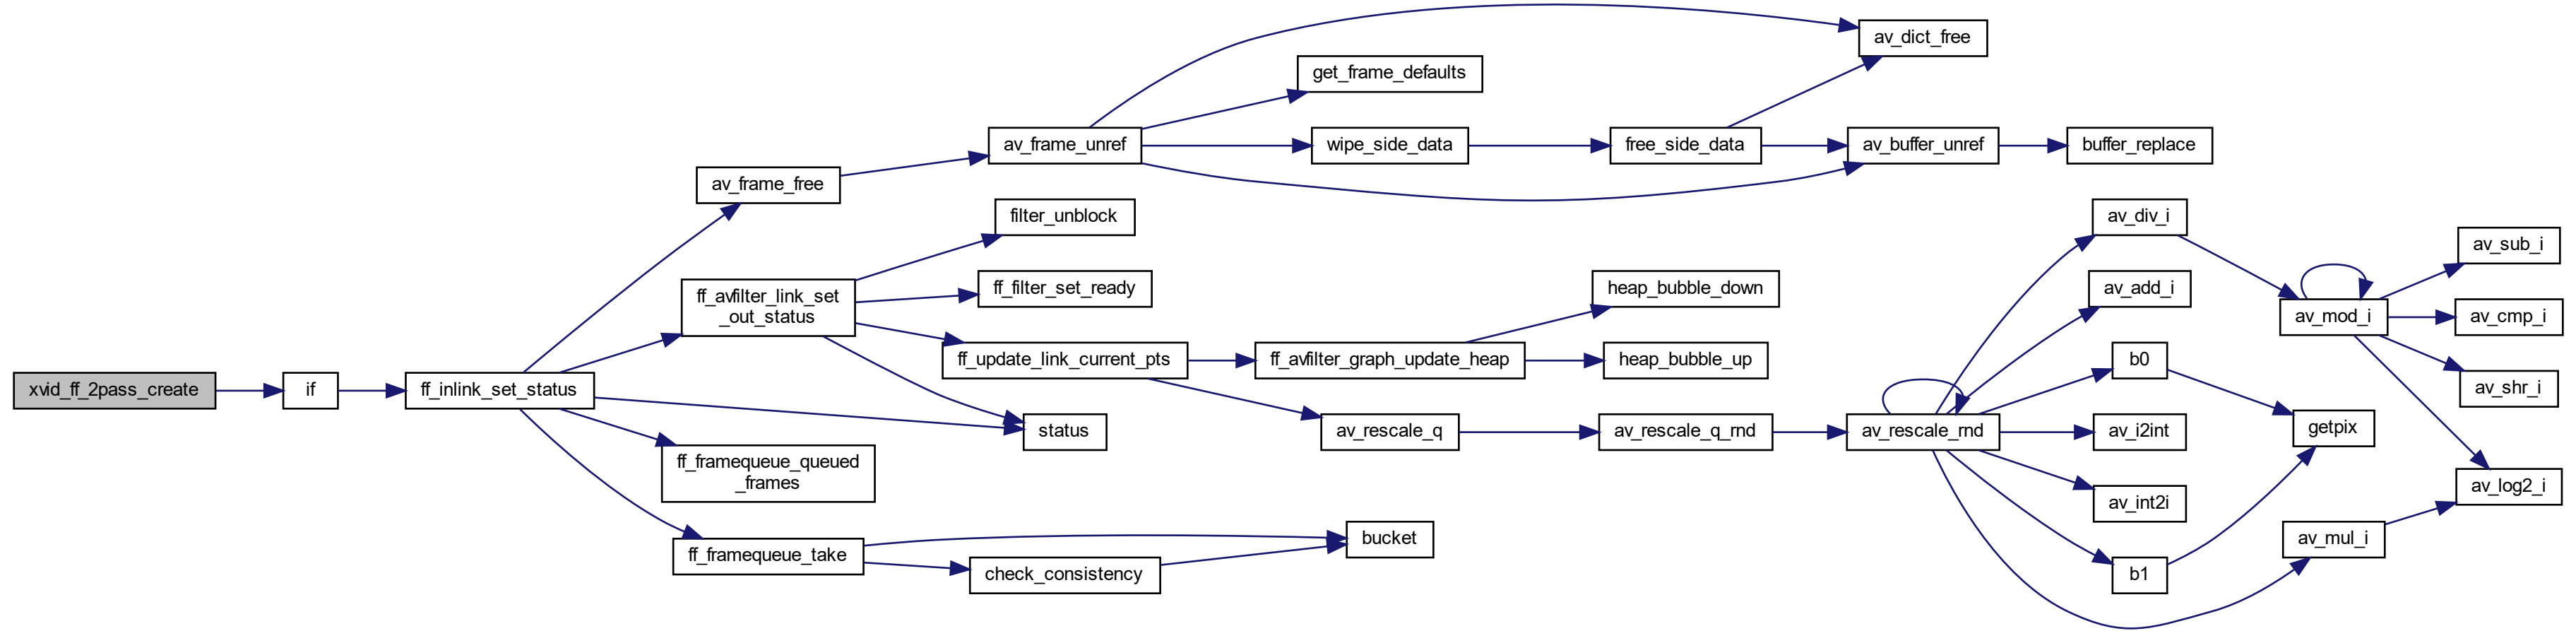 xvid_ff_2pass_create
if
ff_inlink_set_status
av_frame_free
ff_avfilter_link_set
_out_status
ff_framequeue_queued
_frames
ff_framequeue_take
av_frame_unref
filter_unblock
ff_filter_set_ready
ff_update_link_current_pts
status
check_consistency
get_frame_defaults
wipe_side_data
ff_avfilter_graph_update_heap
av_rescale_q
bucket
free_side_data
heap_bubble_down
heap_bubble_up
av_rescale_q_rnd
av_dict_free
av_buffer_unref
av_rescale_rnd
buffer_replace
av_div_i
av_add_i
b0
av_i2int
av_int2i
b1
av_mod_i
getpix
av_mul_i
av_sub_i
av_cmp_i
av_shr_i
av_log2_i